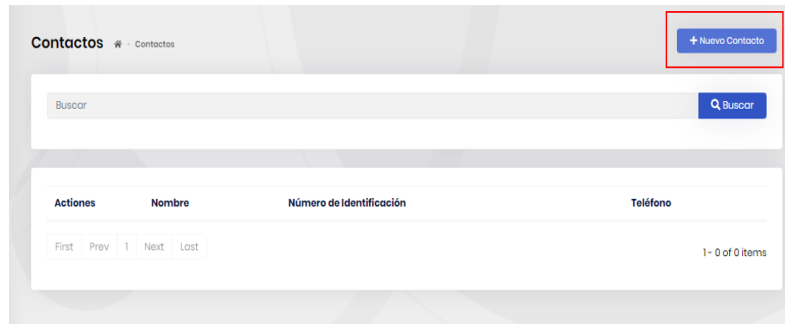 Contactos - Contactos
+ Nuevo Contacto
Buscar Buscar
Actiones Nombre Número de Identificación Teléfono
First Prev 1 Next Last
1 - 0 of 0 items